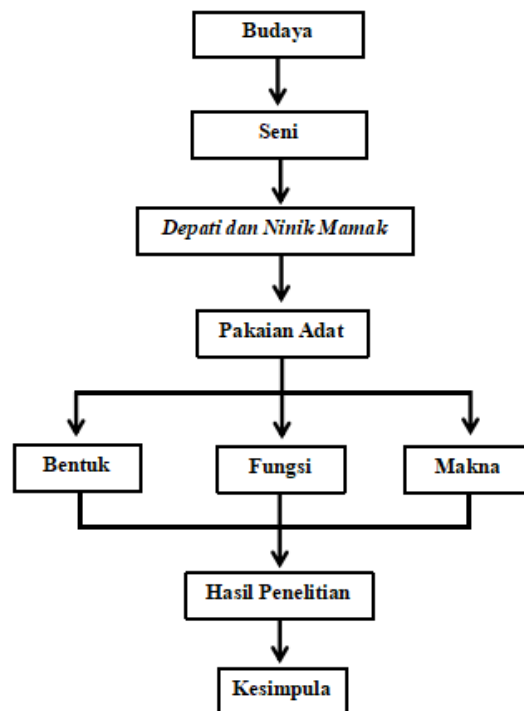 Budaya
Seni
Depati dan Ninik Mamak
Pakaian Adat
Bentuk
Fungsi
Makna
Hasil Penelitian
Kesimpula